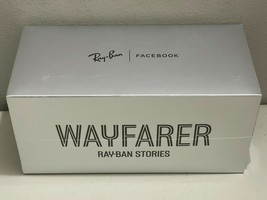 Ray-Ban | FACEBOOK
WAYFARER
RAY-BAN STORIES